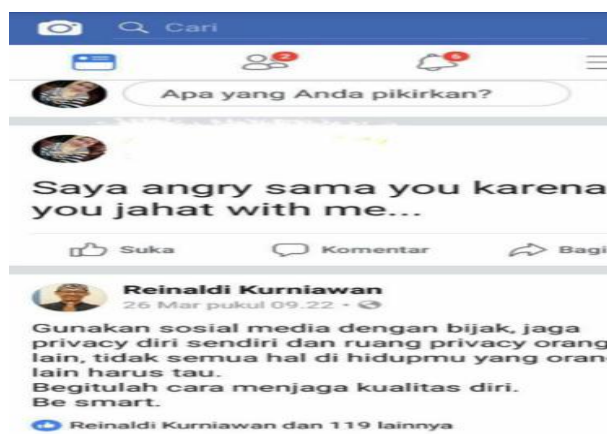 Cari
2
6
Apa yang Anda pikirkan?
Saya angry sama you karena
you jahat with me...
Suka Komentar Bagi
Reinaldi Kurniawan
26 Mar pukul 09.22 •
Gunakan sosial media dengan bijak, jaga
privacy diri sendiri dan ruang privacy orang
lain, tidak semua hal di hidupmu yang oran
lain harus tau.
Begitulah cara menjaga kualitas diri.
Be smart.
Reinaldi Kurniawan dan 119 lainnya